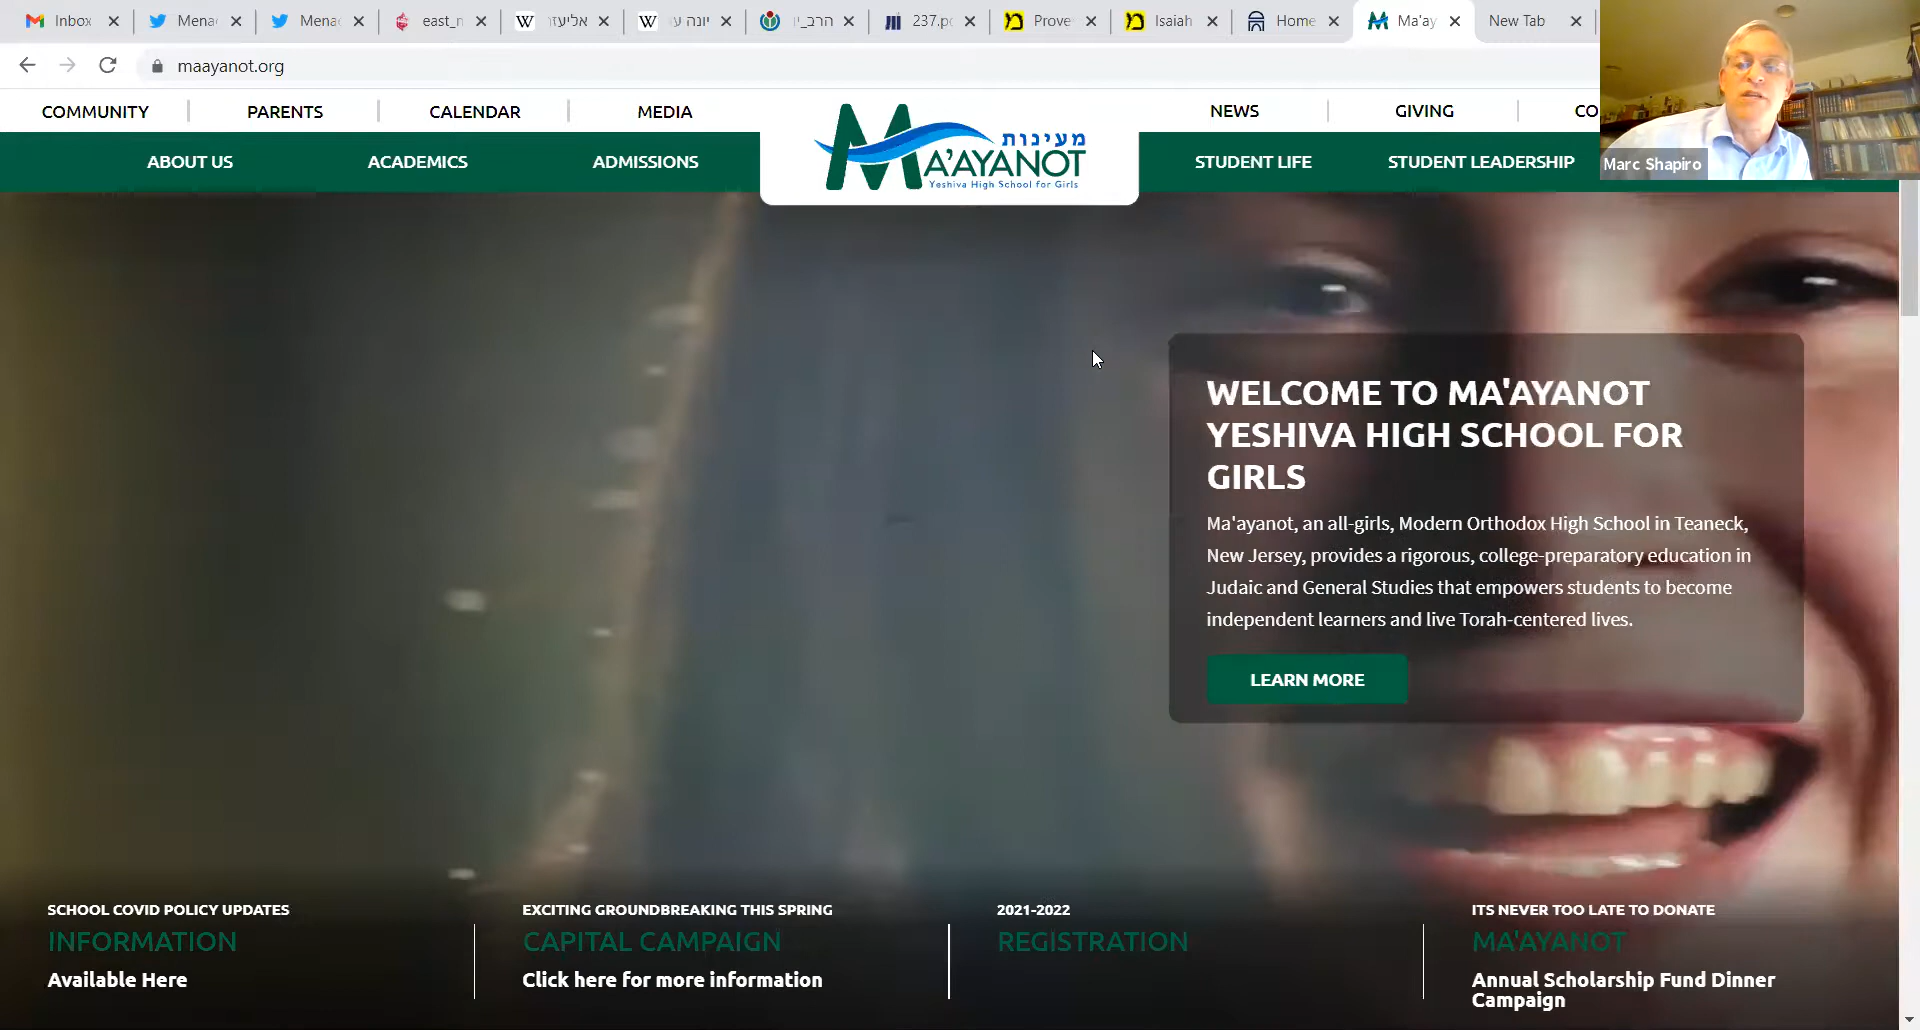 Inbox
Mena
Mena
east_r
אליעזו
יונה ע
הרב_י
237.p
Prove
Isaiah
Home
Ma'ay
New Tab
maayanot.org
COMMUNITY
PARENTS
CALENDAR
MEDIA
NEWS
GIVING
CO
ABOUT US
ACADEMICS
ADMISSIONS
מעינות
MA'AYANOT
Yeshiva High School for Girls
STUDENT LIFE
STUDENT LEADERSHIP
Marc Shapiro
WELCOME TO MA'AYANOT
YESHIVA HIGH SCHOOL FOR
GIRLS
Ma'ayanot, an all-girls, Modern Orthodox High School in Teaneck,
New Jersey, provides a rigorous, college-preparatory education in
Judaic and General Studies that empowers students to become
independent learners and live Torah-centered lives.
LEARN MORE
SCHOOL COVID POLICY UPDATES
INFORMATION
Available Here
EXCITING GROUNDBREAKING THIS SPRING
CAPITAL CAMPAIGN
Click here for more information
2021-2022
REGISTRATION
ITS NEVER TOO LATE TO DONATE
MA'AYANOT
Annual Scholarship Fund Dinner
Campaign